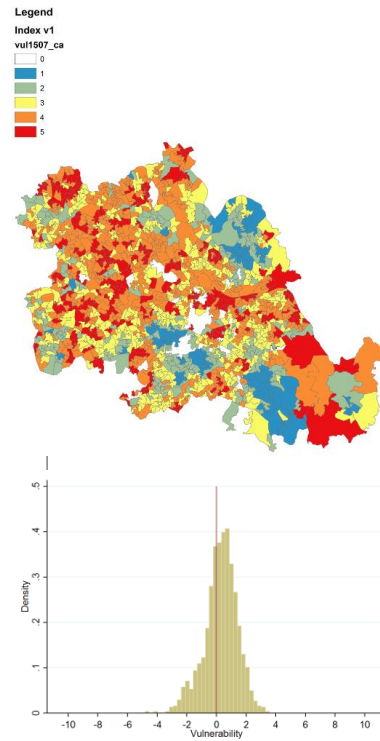 Legend
Index v1
vul1507_ca
0
1
2
3
4
5
.5
.4
.3
.2
.1
0
Density
-10 -8 -6 -4 -2 0 2 4 6 8 10
Vulnerability